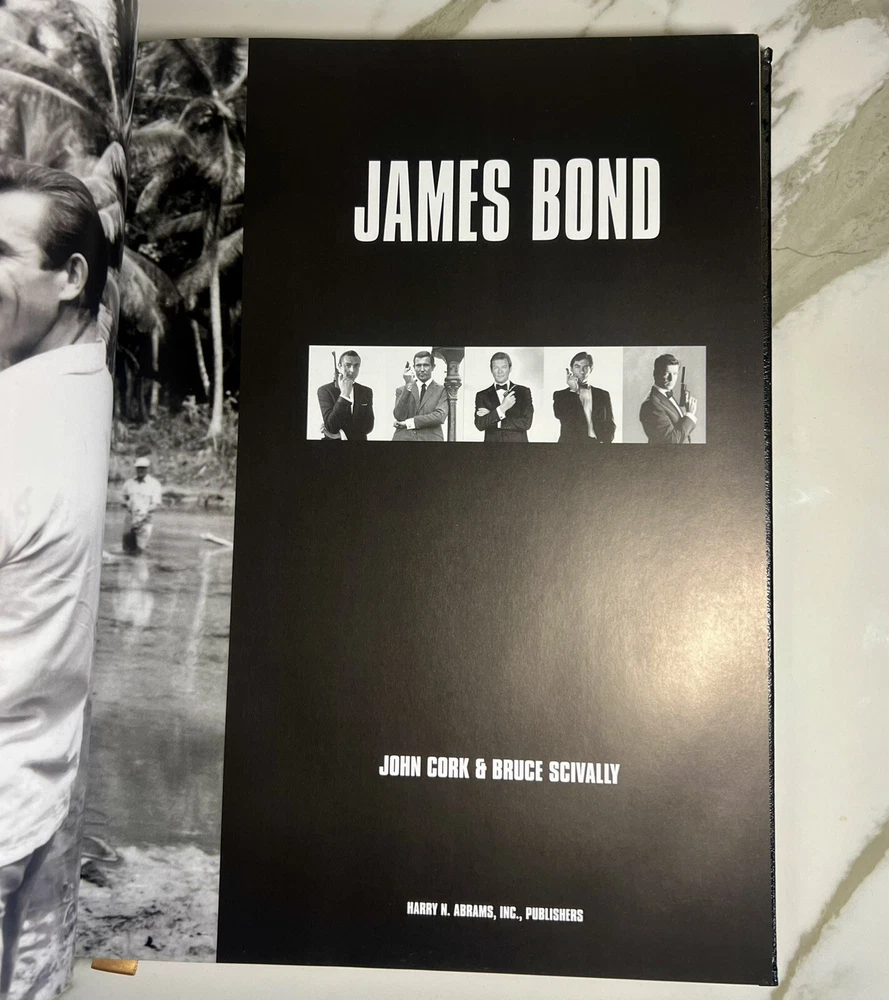 JAMES BOND
JOHN CORK & BRUCE SCIVALLY
HARRY N. ABRAMS, INC., PUBLISHERS